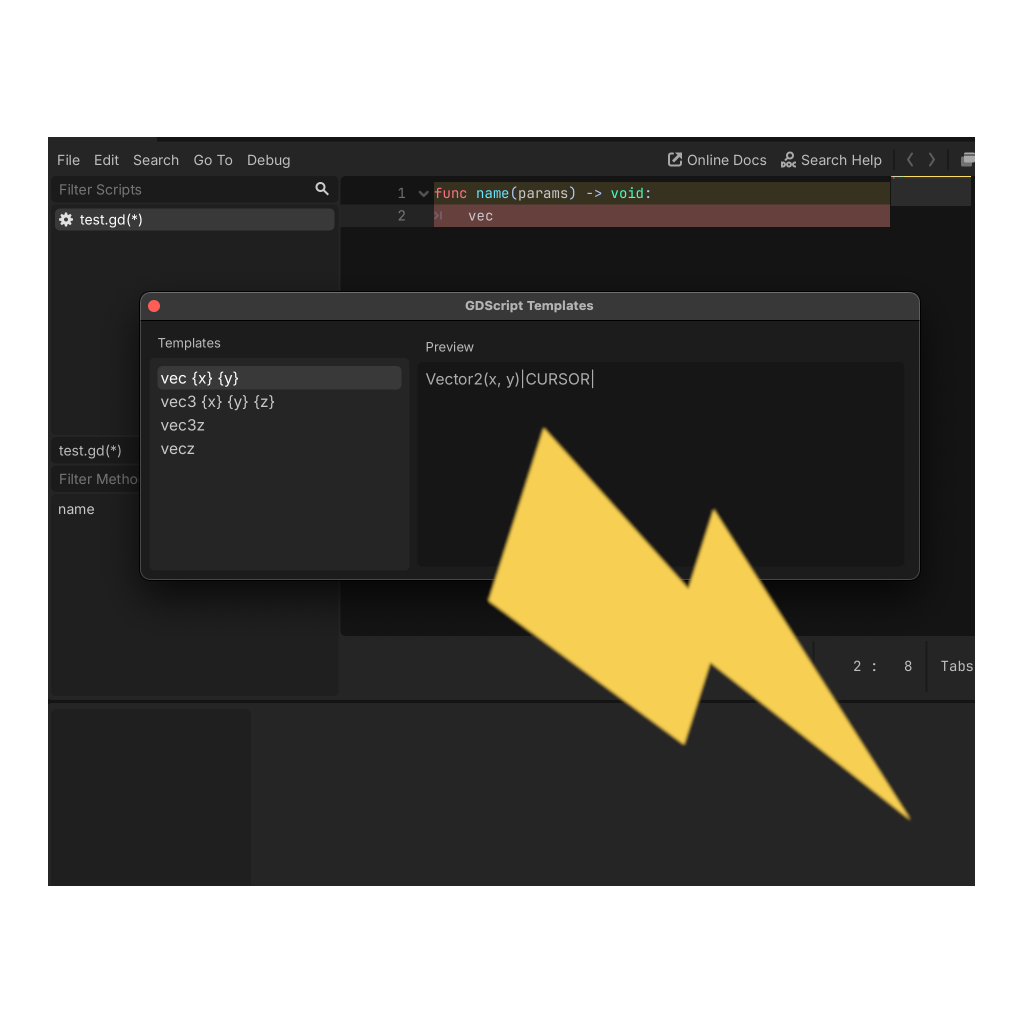 File Edit Search Go To Debug
Online Docs Search Help
Filter Scripts
test.gd(*)
1 func name(params) -> void:
2 vec
GDScript Templates
Templates
vec {x} {y}
vec3 {x} {y} {z}
vec3z
vecz
Preview
Vector2(x, y)|CURSOR|
test.gd(*)
Filter Metho
name
2 : 8 Tabs